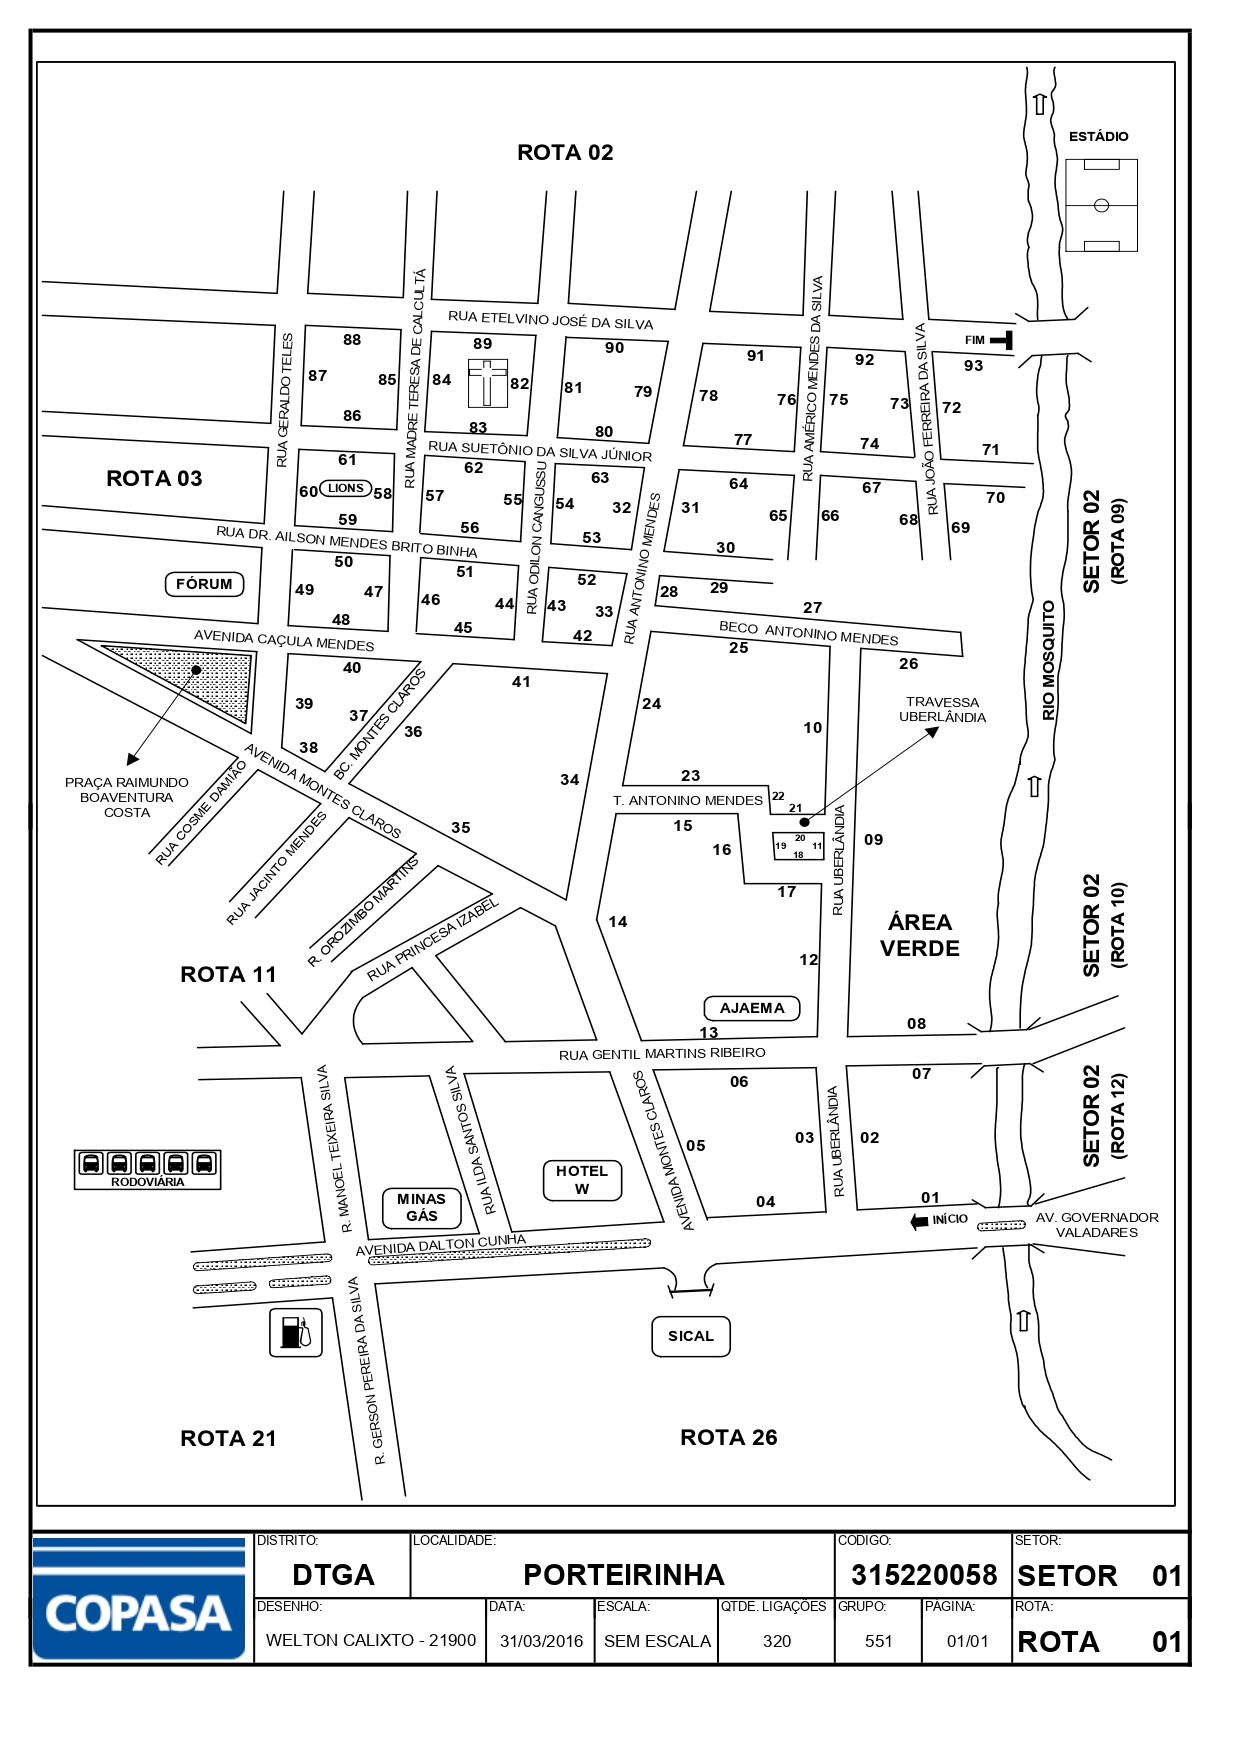 ESTÁDIO
ROTA 02
RUA ETELVINO JOSÉ DA SILVA
FIM
RUA GERALDO TELES
RUA MADRE TERESA DE CALCULTÁ
RUA AMÉRICO MENDES DA SILVA
RUA JOÃO FERREIRA DA SILVA
88
89
90
91
92
93
87
85
84
82
81
79
78
76
75
73
72
86
83
80
77
74
71
RUA SUETÔNIO DA SILVA JÚNIOR
ROTA 03
61
62
63
64
67
70
60
LIONS
58
57
55
54
32
31
65
66
68
69
59
56
53
30
SETOR 02
(ROTA 09)
RUA DR. AILSON MENDES BRITO BINHA
RUA ODILON CANGUSSU
RUA ANTONINO MENDES
FÓRUM
50
51
52
49
47
46
44
43
33
28
29
27
48
45
42
AVENIDA CAÇULA MENDES
BECO ANTONINO MENDES
25
26
RIO MOSQUITO
40
41
39
37
36
38
24
10
TRAVESSA
UBERLÂNDIA
BC. MONTES CLAROS
PRAÇA RAIMUNDO
BOAVENTURA
COSTA
AVENIDA MONTES CLAROS
34
35
23
22
21
T. ANTONINO MENDES
RUA COSME DAMIÃO
RUA JACINTO MENDES
R. OROZIMBO MARTINS
RUA PRINCESA IZABEL
15
16
20
19
11
18
17
09
RUA UBERLÂNDIA
ÁREA
VERDE
SETOR 02
(ROTA 10)
14
12
ROTA 11
AJAEMA
13
08
RUA GENTIL MARTINS RIBEIRO
06
07
R. MANOEL TEIXEIRA SILVA
RUA ILDA SANTOS SILVA
AVENIDA MONTES CLAROS
RUA UBERLÂNDIA
05
03
02
SETOR 02
(ROTA 12)
RODOVIÁRIA
HOTEL
W
MINAS
GÁS
04
01
INÍCIO
AV. GOVERNADOR
VALADARES
AVENIDA DALTON CUNHA
R. GERSON PEREIRA DA SILVA
SICAL
ROTA 21
ROTA 26
COPASA
DISTRITO:
DTGA
LOCALIDADE:
PORTEIRINHA
CODIGO:
315220058
SETOR:
SETOR 01
DESENHO:
WELTON CALIXTO - 21900
DATA:
31/03/2016
ESCALA:
SEM ESCALA
QTDE. LIGAÇÕES
320
GRUPO:
551
PÁGINA:
01/01
ROTA:
ROTA 01